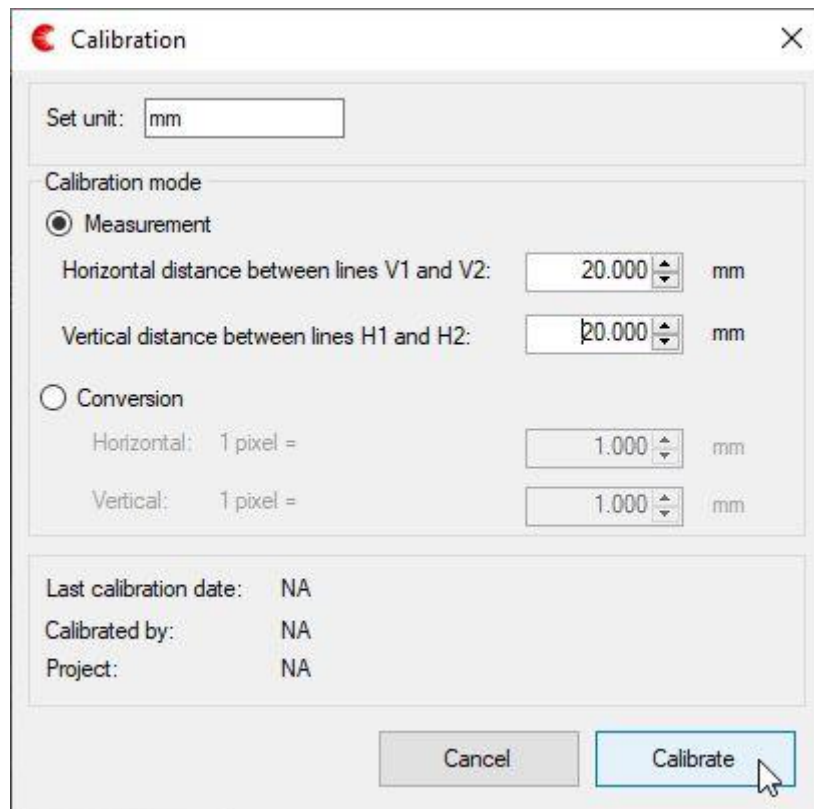 Calibration
Set unit: mm
Calibration mode
Measurement
Horizontal distance between lines V1 and V2: 20.000 mm
Vertical distance between lines H1 and H2: 20.000 mm
Conversion
Horizontal: 1 pixel = 1.000 mm
Vertical: 1 pixel = 1.000 mm
Last calibration date: NA
Calibrated by: NA
Project: NA
Cancel Calibrate